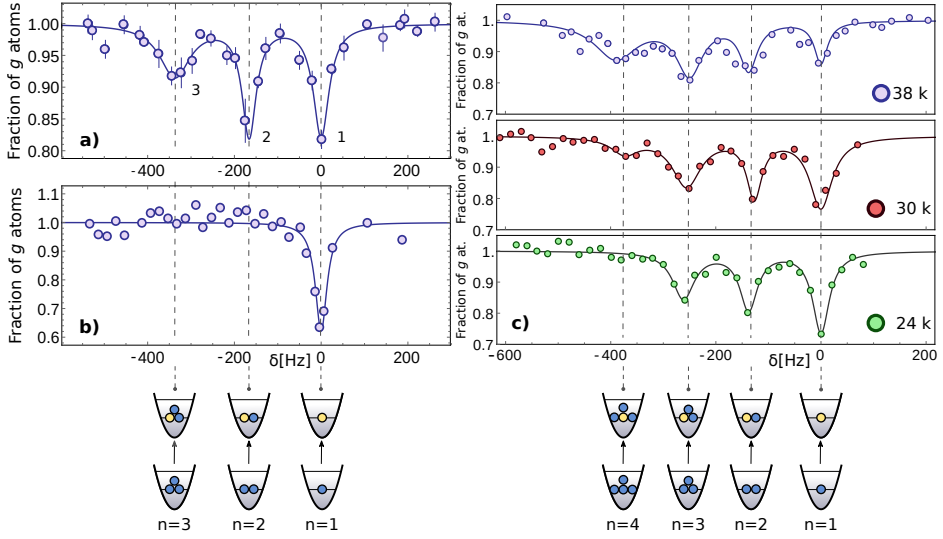 Fraction of g atoms
1.00
0.95
0.90
0.85
0.80
a)
3
2
1
Fraction of g atoms
1.1
1.0
0.9
0.8
0.7
0.6
b)
-400
-200
0
200
δ[Hz]
n=3
n=2
n=1
Fraction of g at.
1
0.9
0.8
0.7
38 k
Fraction of g at.
1
0.9
0.8
0.7
30 k
Fraction of g at.
1
0.9
0.8
0.7
c)
24 k
-600
-400
-200
0
200
δ[Hz]
n=4
n=3
n=2
n=1